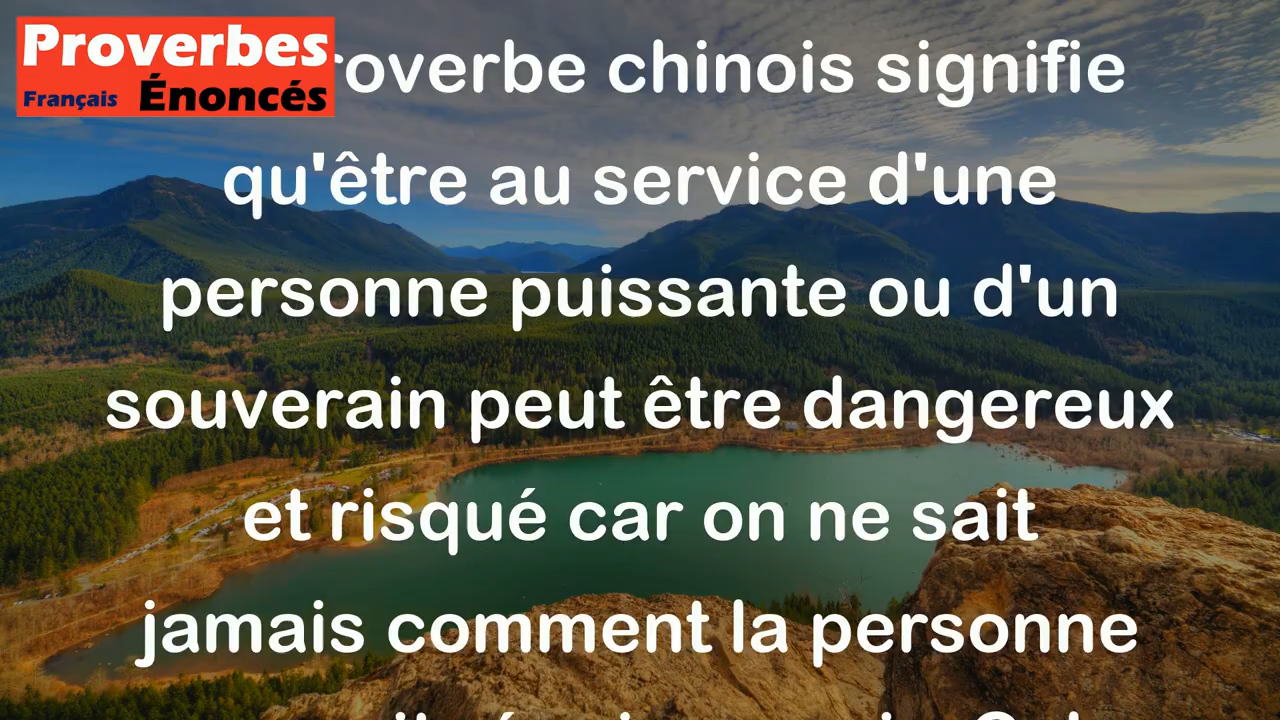 Proverbes
Français Énoncés
roverbe chinois signifie
qu'être au service d'une
personne puissante ou d'un
souverain peut être dangereux
et risqué car on ne sait
jamais comment la personne